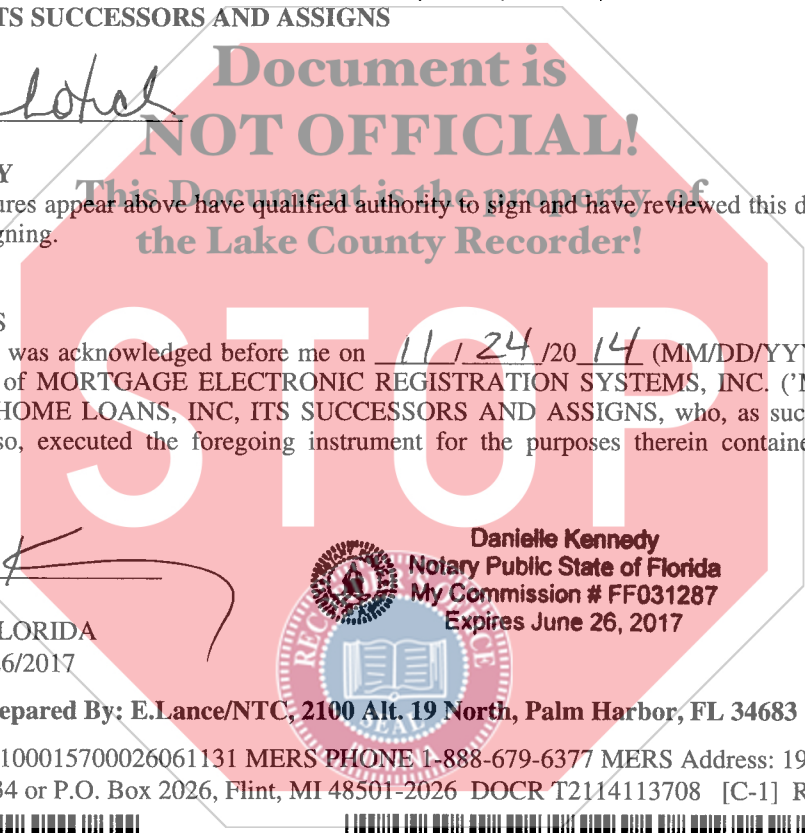 TS SUCCESSORS AND ASSIGNS
Document is
NOT OFFICIAL!
Y
This Document is the property of
ures appear above have qualified authority to sign and have reviewed this d
gning.
the Lake County Recorder!
S
was acknowledged before me on 11 / 24 /20 14 (MM/DD/YYY
of MORTGAGE ELECTRONIC REGISTRATION SYSTEMS, INC. ('M
HOME LOANS, INC, ITS SUCCESSORS AND ASSIGNS, who, as suc
so, executed the foregoing instrument for the purposes therein containe
STOP
Danielle Kennedy
Notary Public State of Florida
My Commission # FF031287
Expires June 26, 2017
LORIDA
6/2017
SEAL
INDIANA
epared By: E.Lance/NTC, 2100 Alt. 19 North, Palm Harbor, FL 34683
100015700026061131 MERS PHONE 1-888-679-6377 MERS Address: 19
34 or P.O. Box 2026, Flint, MI 48501-2026 DOCR T2114113708 [C-1] R